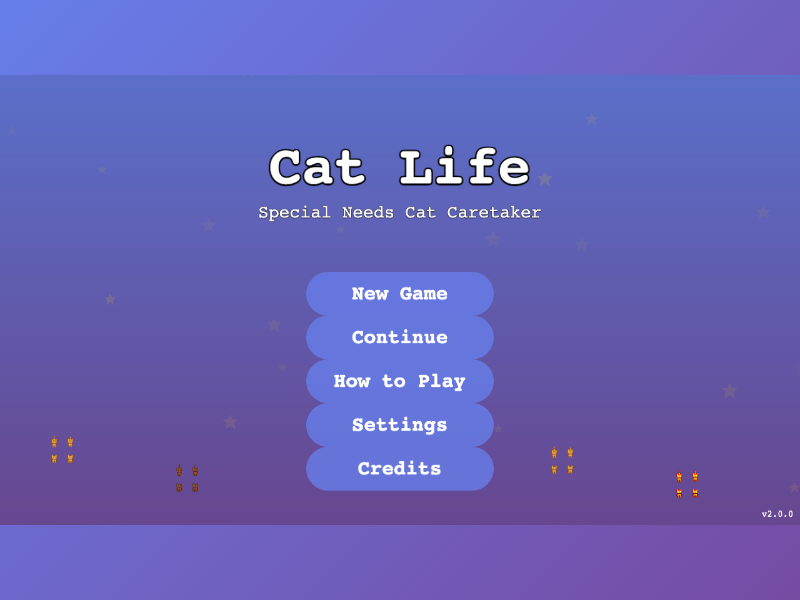 Cat Life
Special Needs Cat Caretaker
New Game
Continue
How to Play
Settings
Credits
v2.0.0